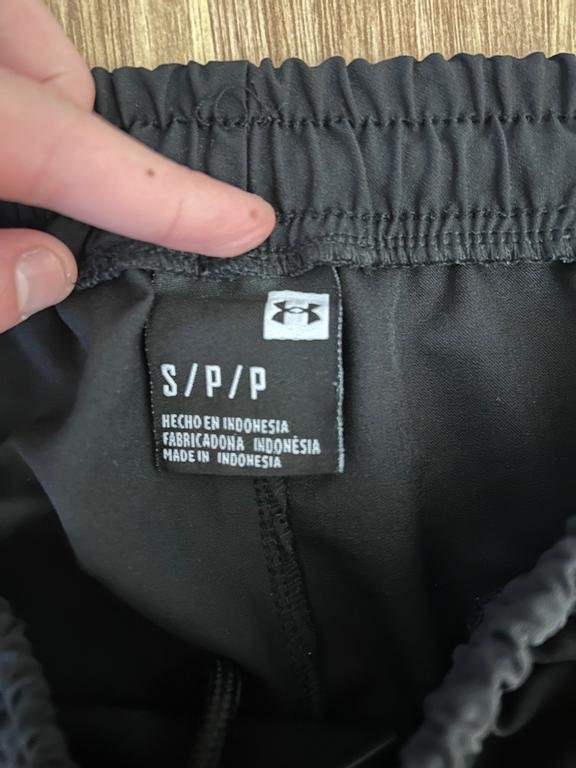 S/P/P
HECHO EN INDONESIA
FABRICADONA INDONÉSIA
MADE IN INDONESIA